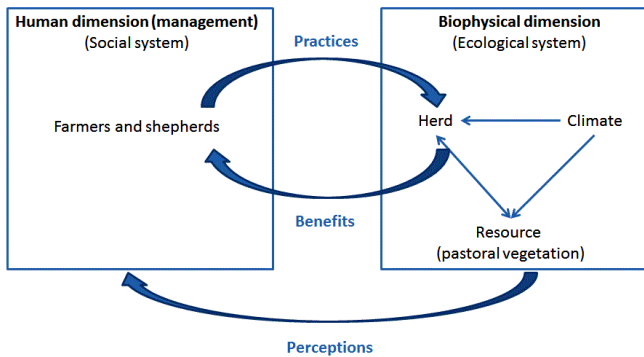 Human dimension (management)
(Social system)
Practices
Biophysical dimension
(Ecological system)
Farmers and shepherds
Herd
Climate
Benefits
Resource
(pastoral vegetation)
Perceptions